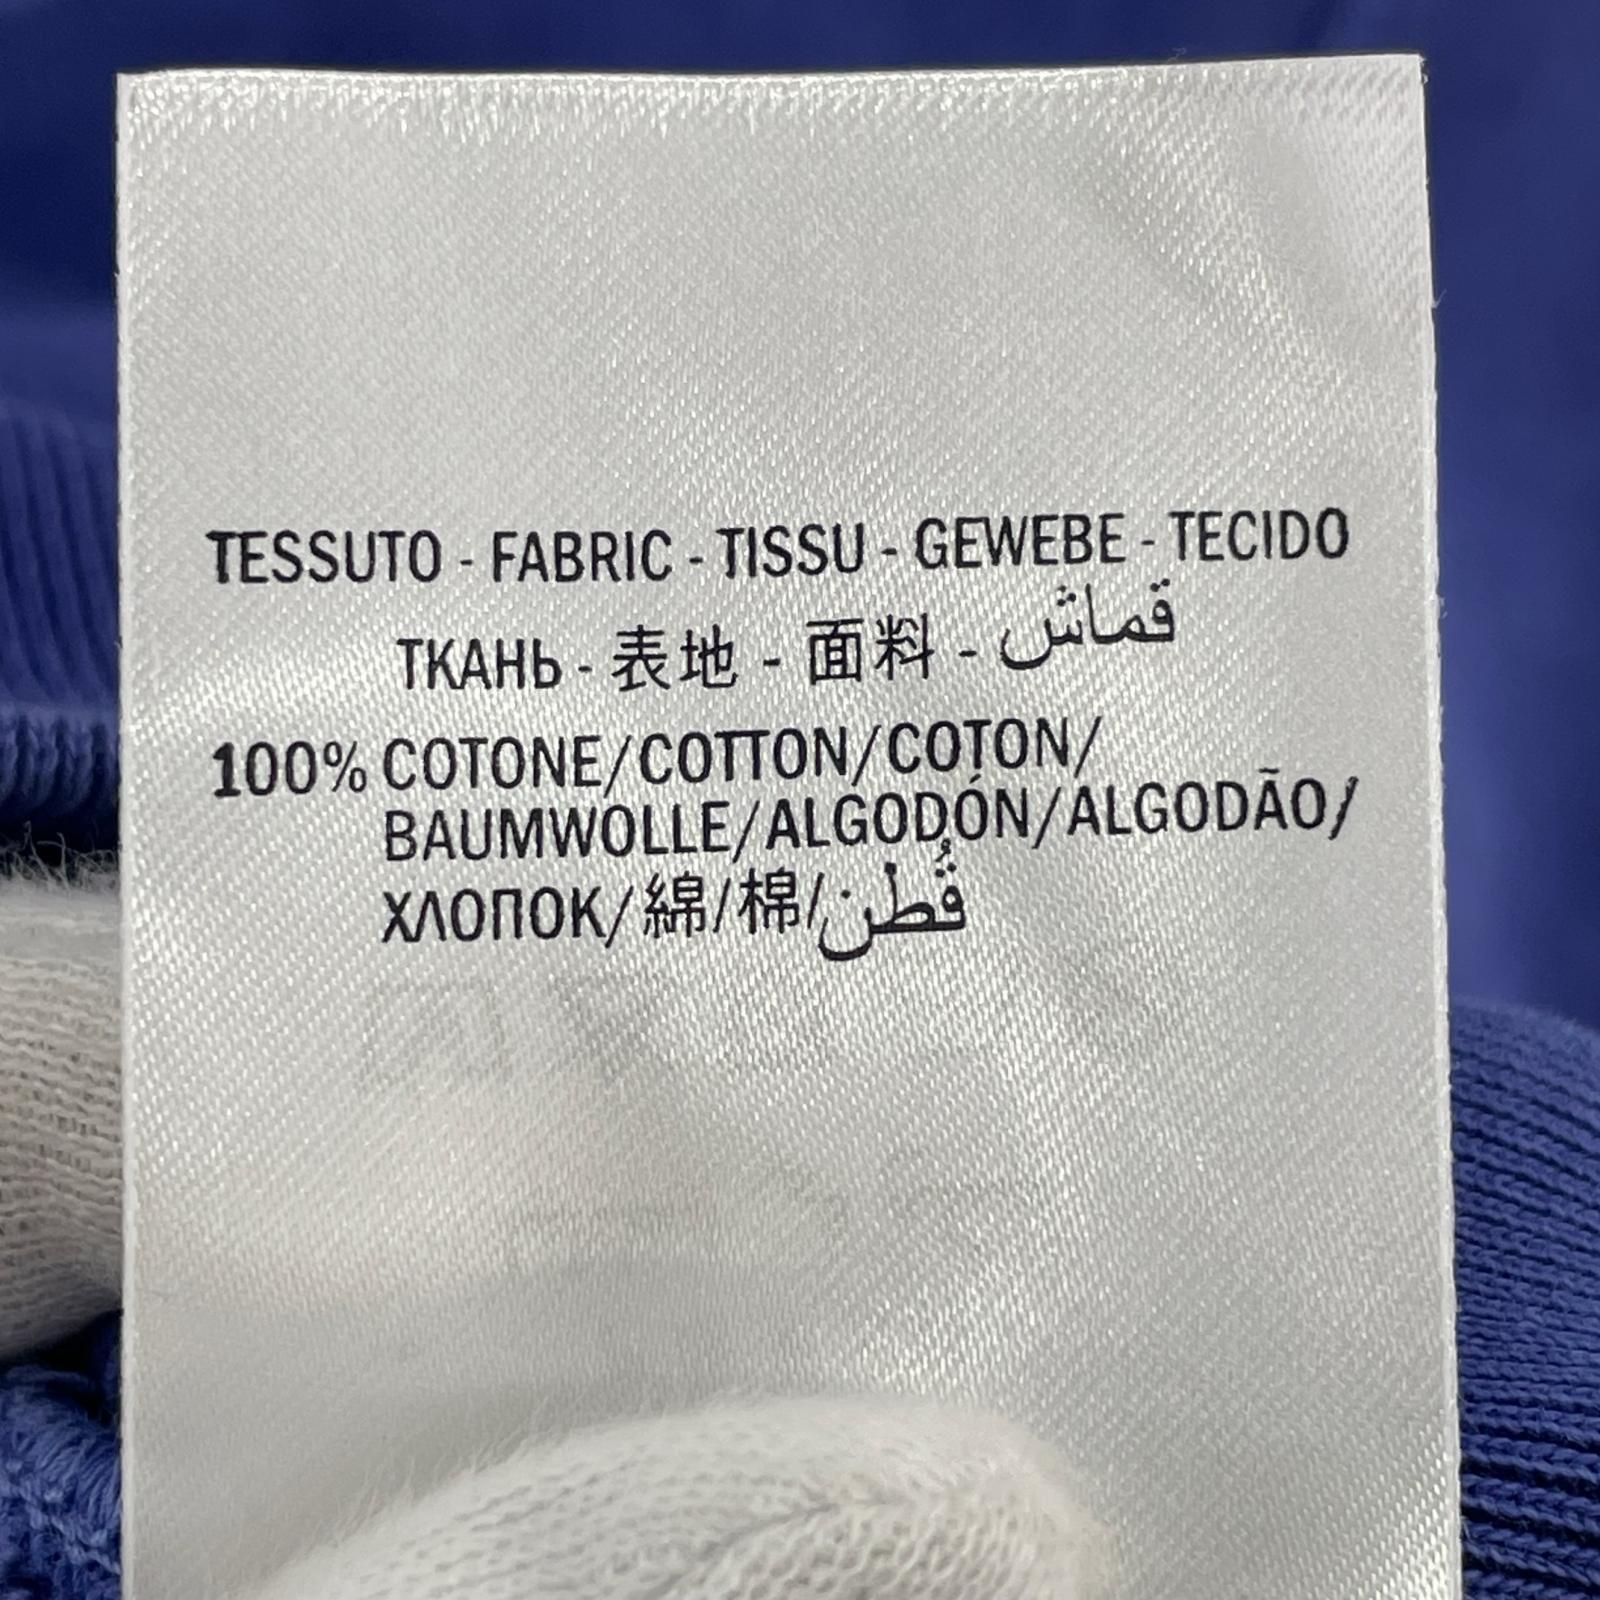 TESSUTO - FABRIC - TISSU - GEWEBE - TECIDO
ТКАНЬ - 表地 - 面料 - قماش
100% COTONE/COTTON/COTON/
BAUMWOLLE/ALGODÓN/ALGODÃO/
ХЛОПОК/綿/棉/قُطن